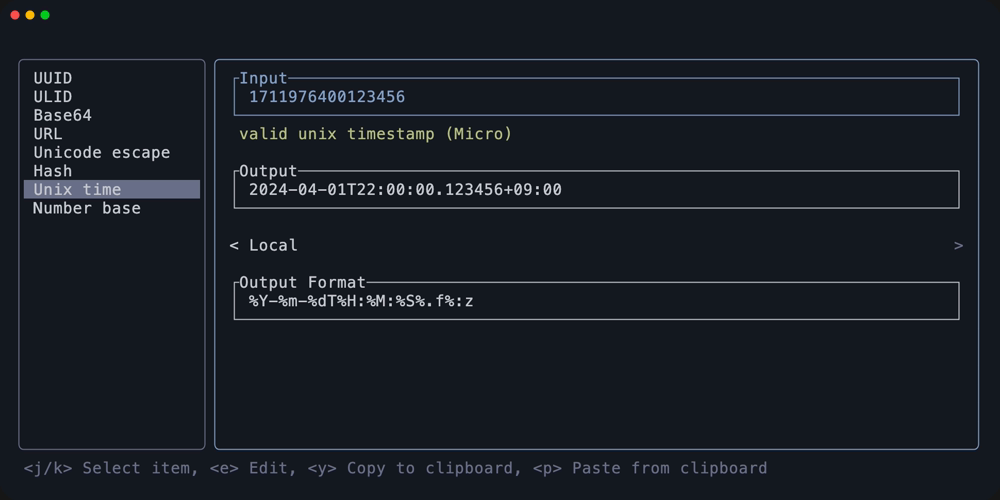 UUID
ULID
Base64
URL
Unicode escape
Hash
Unix time
Number base
Input
1711976400123456
valid unix timestamp (Micro)
Output
2024-04-01T22:00:00.123456+09:00
< Local >
Output Format
%Y-%m-%dT%H:%M:%S%.f%:z
<j/k> Select item, <e> Edit, <y> Copy to clipboard, <p> Paste from clipboard